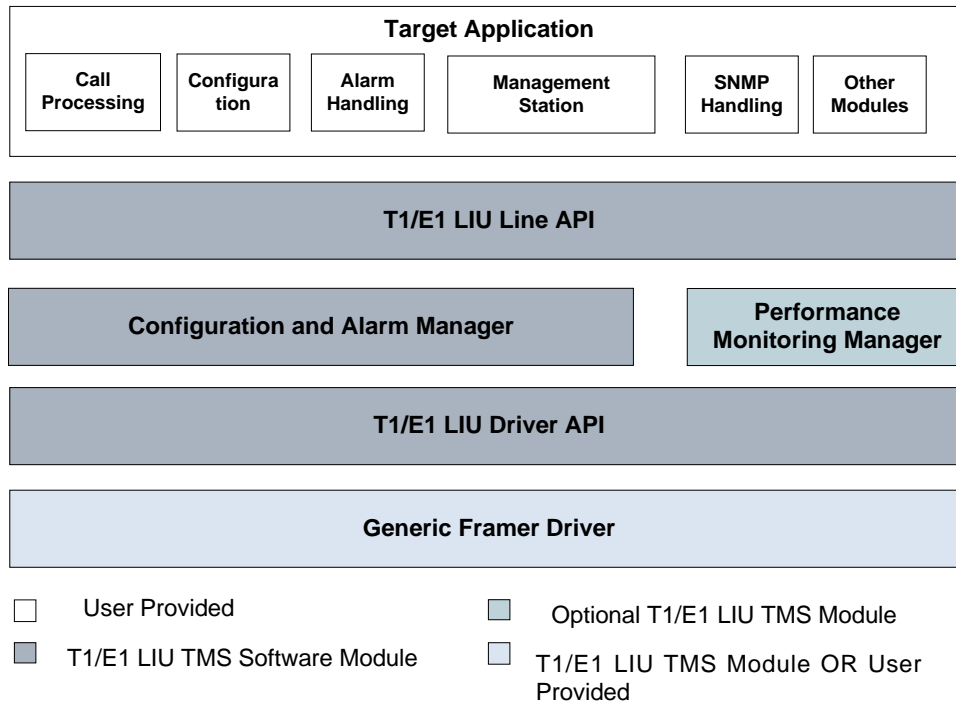 Target Application
Call
Processing
Configura
tion
Alarm
Handling
Management
Station
SNMP
Handling
Other
Modules
T1/E1 LIU Line API
Configuration and Alarm Manager
Performance
Monitoring Manager
T1/E1 LIU Driver API
Generic Framer Driver
User Provided
Optional T1/E1 LIU TMS Module
T1/E1 LIU TMS Software Module
T1/E1 LIU TMS Module OR User
Provided